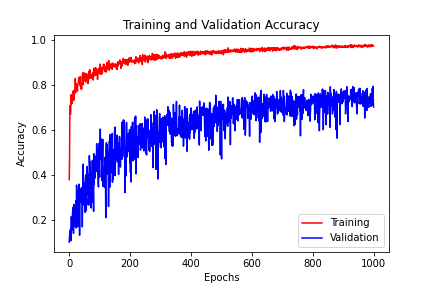 Training and Validation Accuracy
1.0
0.8
0.6
0.4
0.2
Accuracy
0 200 400 600 800 1000
Epochs
Training
Validation